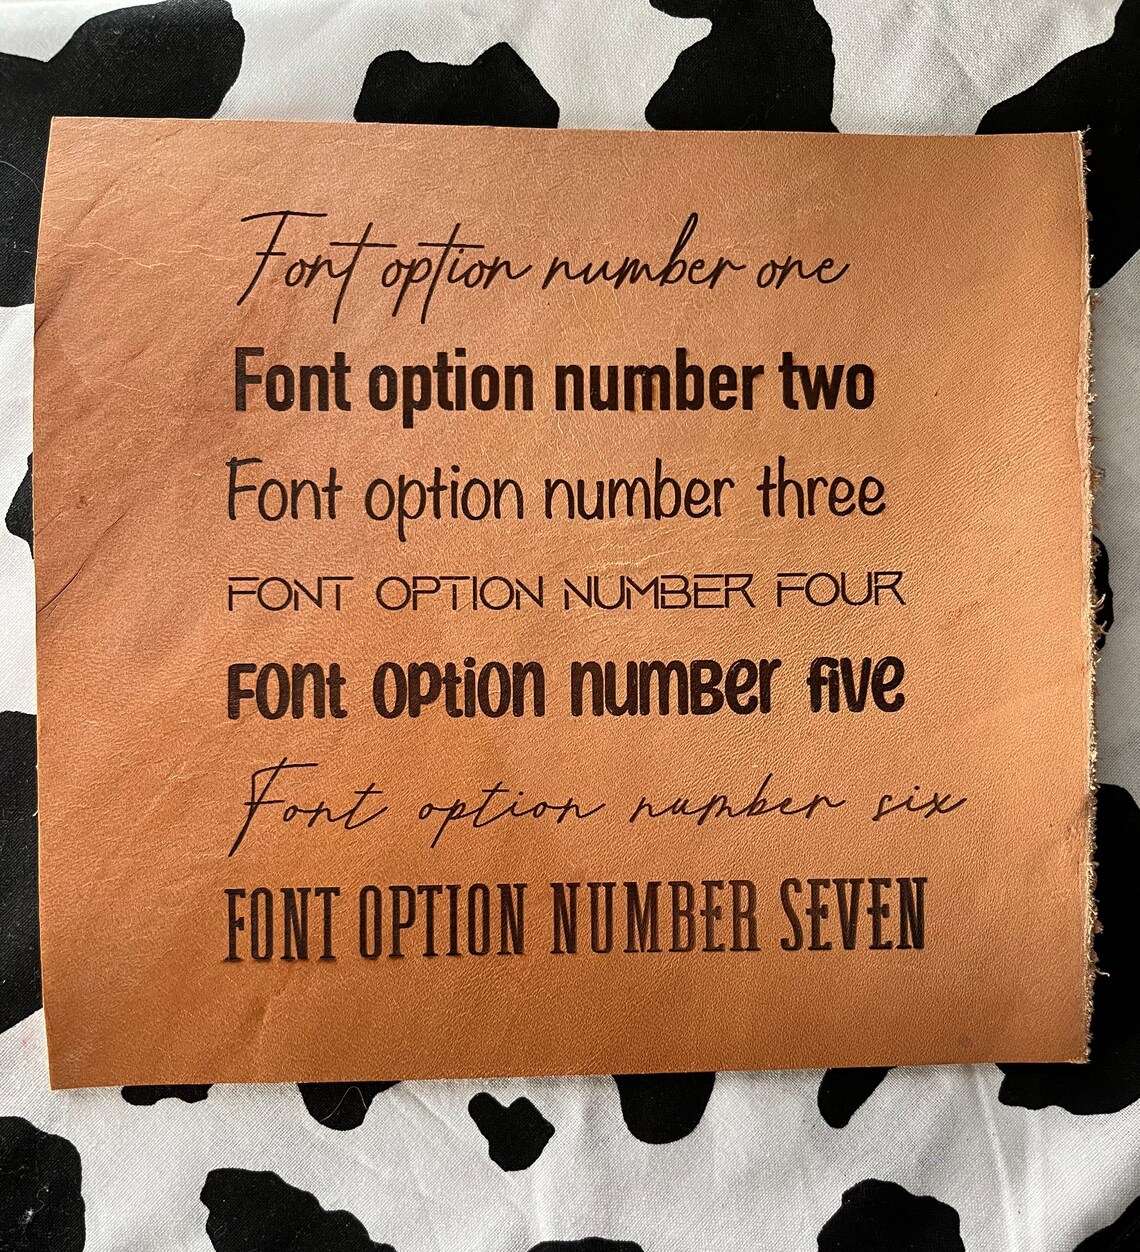 Font option number one
Font option number two
Font option number three
FONT OPTION NUMBER FOUR
Font option number five
Font option number six
FONT OPTION NUMBER SEVEN